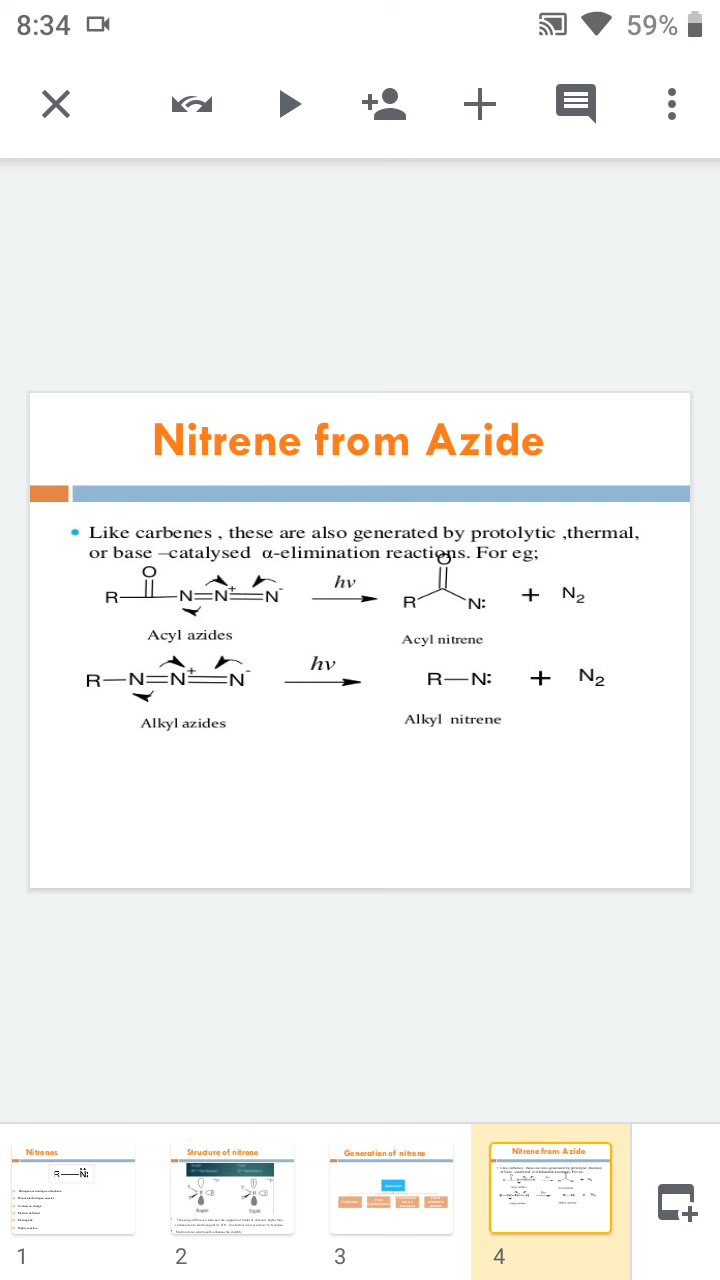 8:34
59%
Nitrene from Azide
Like carbenes , these are also generated by protolytic ,thermal,
or base –catalysed α-elimination reactions. For eg;
R O N=N+=N- hv R O N: + N2
Acyl azides Acyl nitrene
R—N=N+=N- hv R—N: + N2
Alkyl azides Alkyl nitrene
Nitrenes
R—N:
Structure of nitrene
Generation of nitrene
Nitrene from Azide
1 2 3 4